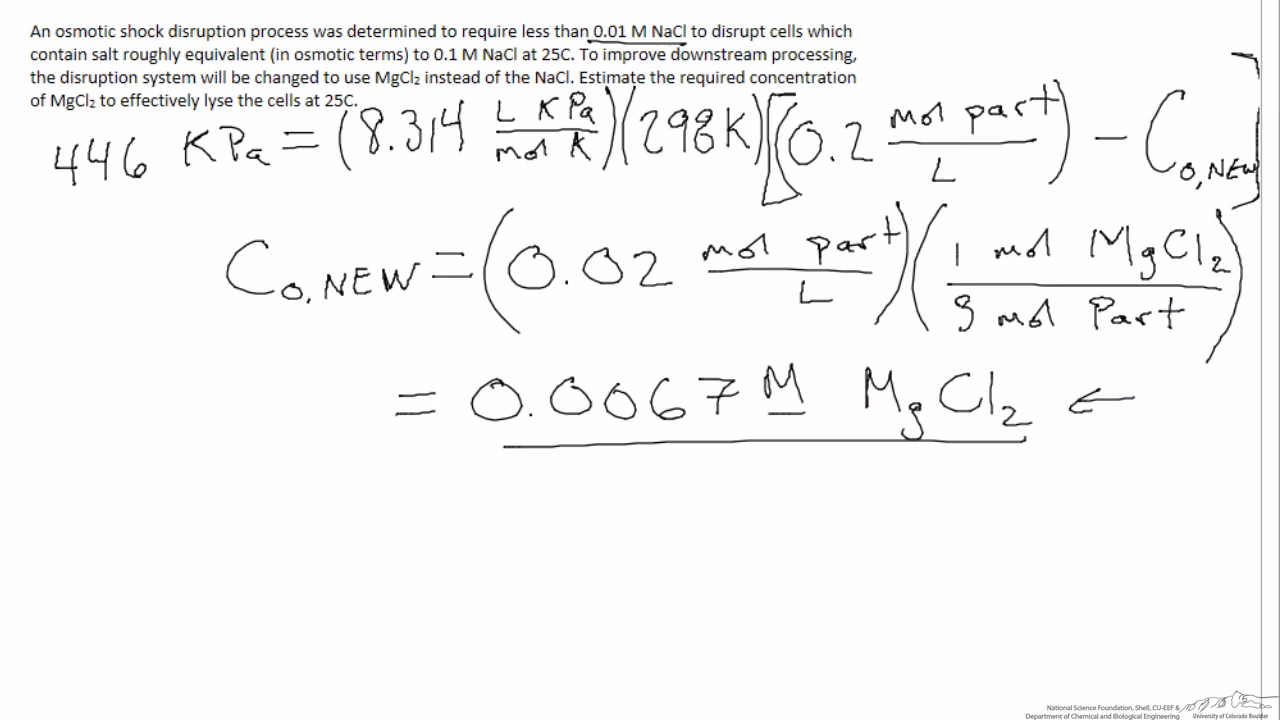 An osmotic shock disruption process was determined to require less than 0.01 M NaCl to disrupt cells which
contain salt roughly equivalent (in osmotic terms) to 0.1 M NaCl at 25C. To improve downstream processing,
the disruption system will be changed to use MgCl₂ instead of the NaCl. Estimate the required concentration
of MgCl₂ to effectively lyse the cells at 25C.
446 KPa = (8.314 L KPa / mol K)(298K)[(0.2 mol part / L) - C₀,NEW]
C₀,NEW = (0.02 mol part / L)(1 mol MgCl₂ / 3 mol Part)
= 0.0067 M MgCl₂ ←
National Science Foundation, Shell, CU-EEF &
Department of Chemical and Biological Engineering University of Colorado Boulder